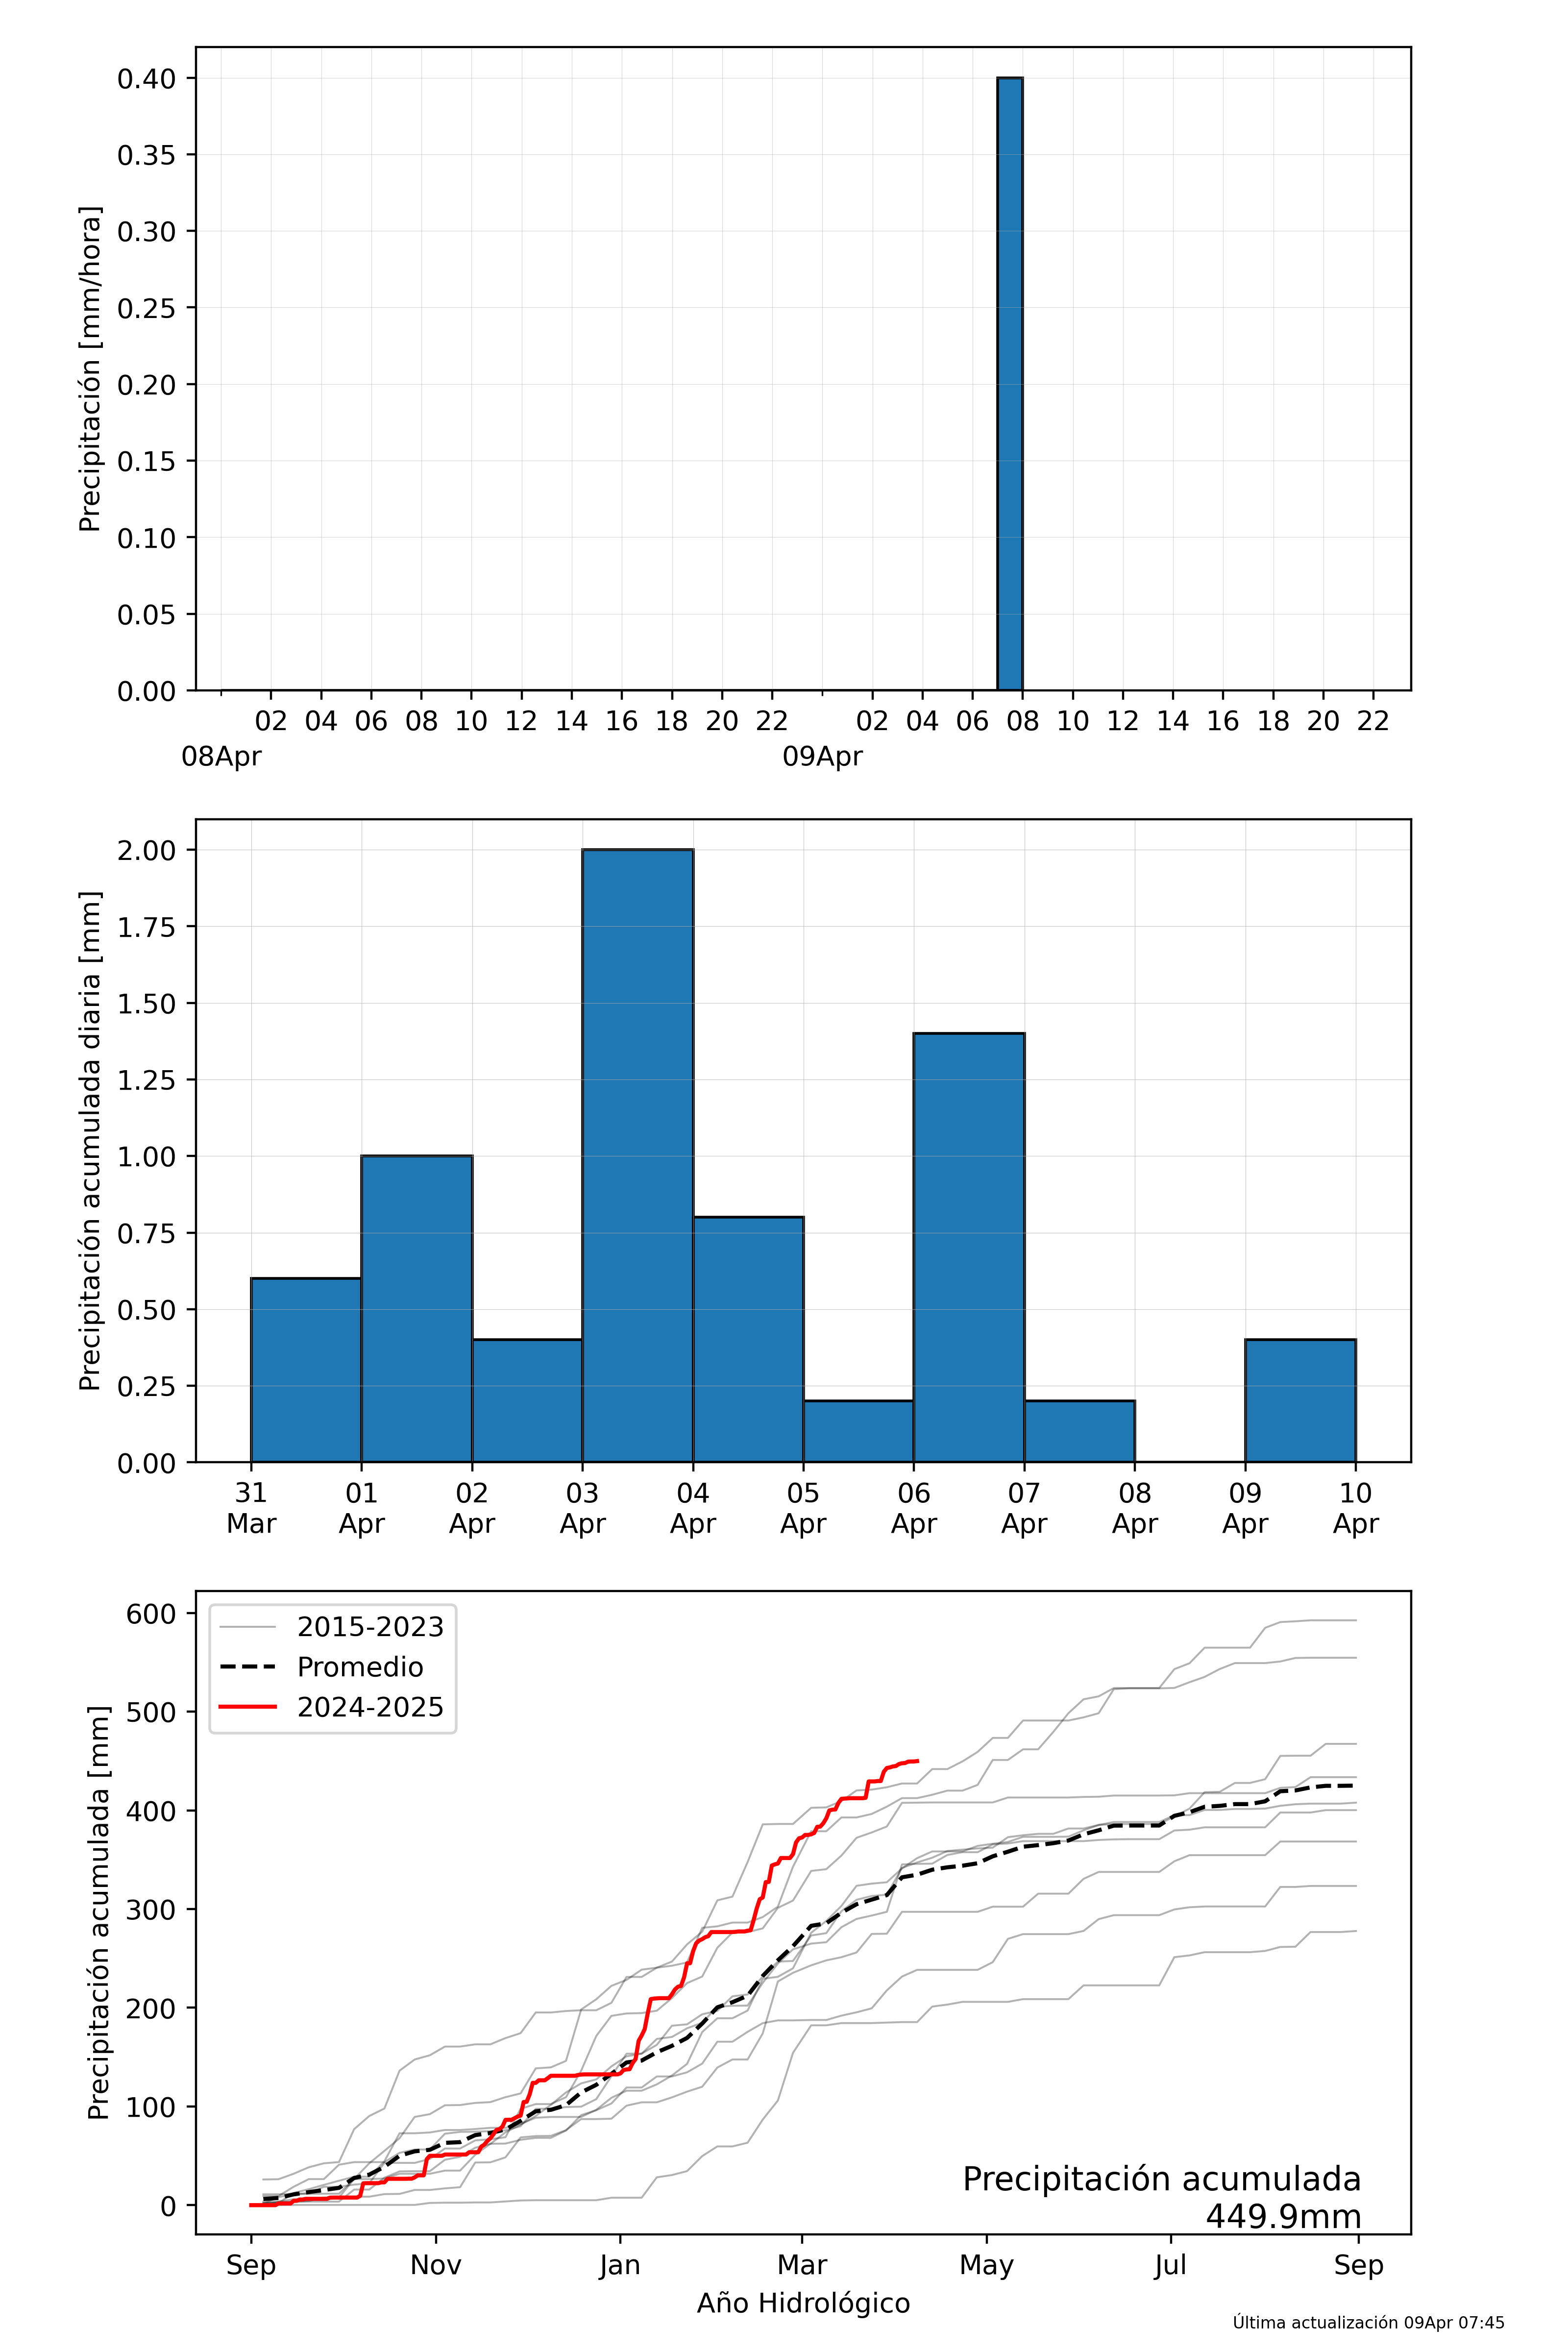 Precipitación [mm/hora]
0.40
0.35
0.30
0.25
0.20
0.15
0.10
0.05
0.00
02 04 06 08 10 12 14 16 18 20 22 02 04 06 08 10 12 14 16 18 20 22
08Apr 09Apr
Precipitación acumulada diaria [mm]
2.00
1.75
1.50
1.25
1.00
0.75
0.50
0.25
0.00
31 01 02 03 04 05 06 07 08 09 10
Mar Apr Apr Apr Apr Apr Apr Apr Apr Apr Apr
Precipitación acumulada [mm]
600
500
400
300
200
100
0
2015-2023
Promedio
2024-2025
Precipitación acumulada
449.9mm
Sep Nov Jan Mar May Jul Sep
Año Hidrológico
Última actualización 09Apr 07:45